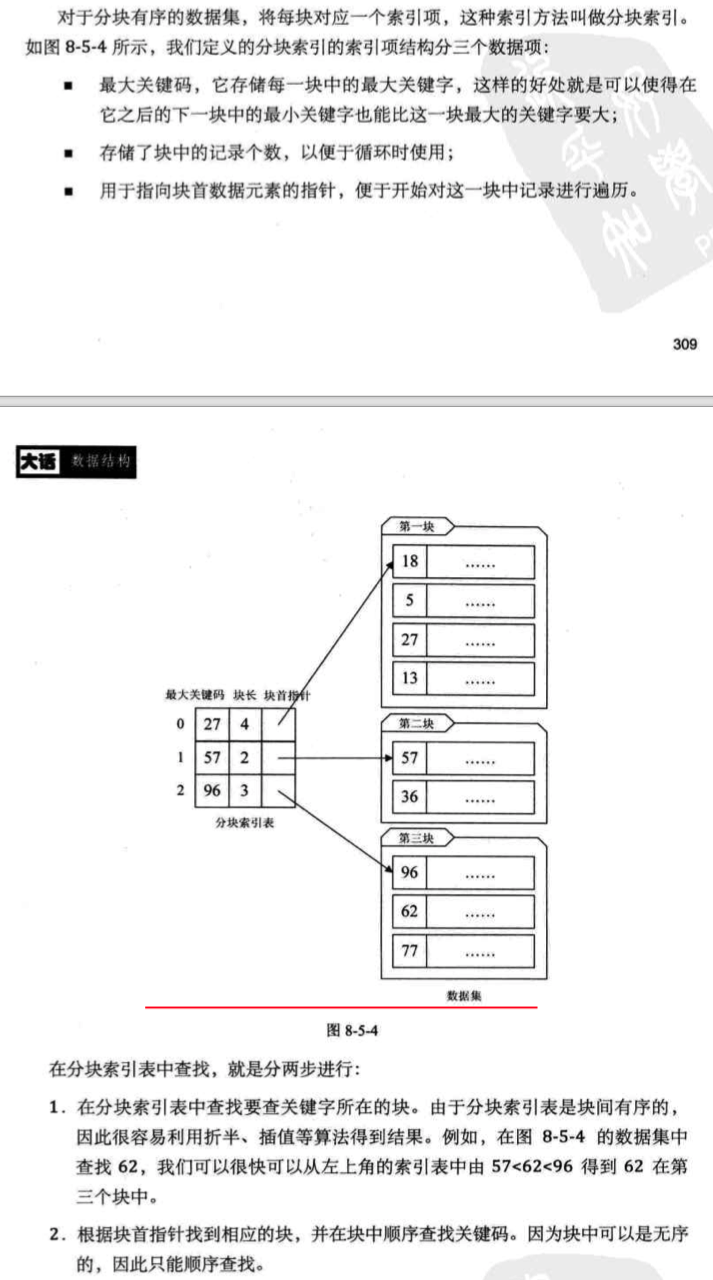 对于分块有序的数据集，将每块对应一个索引项，这种索引方法叫做分块索引。
如图 8-5-4 所示，我们定义的分块索引的索引项结构分三个数据项：
■ 最大关键码，它存储每一块中的最大关键字，这样的好处就是可以使得在
它之后的下一块中的最小关键字也能比这一块最大的关键字要大；
■ 存储了块中的记录个数，以便于循环时使用；
■ 用于指向块首数据元素的指针，便于开始对这一块中记录进行遍历。
309
大话 数据结构
第一块
18 ……
5 ……
27 ……
13 ……
最大关键码 块长 块首指针
0 27 4
1 57 2
2 96 3
分块索引表
第二块
57 ……
36 ……
第三块
96 ……
62 ……
77 ……
数据集
图 8-5-4
在分块索引表中查找，就是分两步进行：
1. 在分块索引表中查找要查关键字所在的块。由于分块索引表是块间有序的，
因此很容易利用折半、插值等算法得到结果。例如，在图 8-5-4 的数据集中
查找 62，我们可以很快可以从左上角的索引表中由 57<62<96 得到 62 在第
三个块中。
2. 根据块首指针找到相应的块，并在块中顺序查找关键码。因为块中可以是无序
的，因此只能顺序查找。